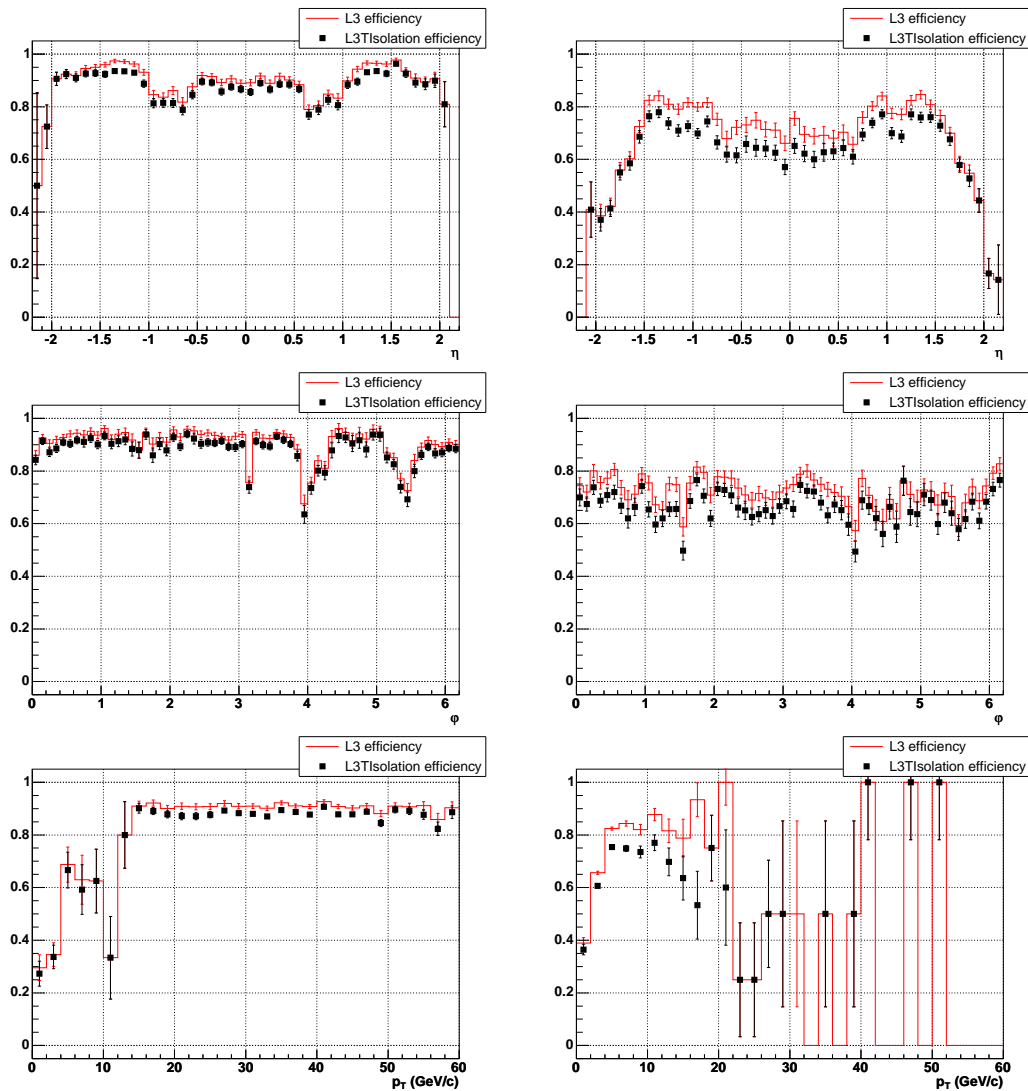 L3 efficiency
L3TIsolation efficiency
1
0.8
0.6
0.4
0.2
0
-2 -1.5 -1 -0.5 0 0.5 1 1.5 2
η
L3 efficiency
L3TIsolation efficiency
1
0.8
0.6
0.4
0.2
0
-2 -1.5 -1 -0.5 0 0.5 1 1.5 2
η
L3 efficiency
L3TIsolation efficiency
1
0.8
0.6
0.4
0.2
0
0 1 2 3 4 5 6
φ
L3 efficiency
L3TIsolation efficiency
1
0.8
0.6
0.4
0.2
0
0 1 2 3 4 5 6
φ
L3 efficiency
L3TIsolation efficiency
1
0.8
0.6
0.4
0.2
0
0 10 20 30 40 50 60
pT (GeV/c)
L3 efficiency
L3TIsolation efficiency
1
0.8
0.6
0.4
0.2
0
0 10 20 30 40 50 60
pT (GeV/c)